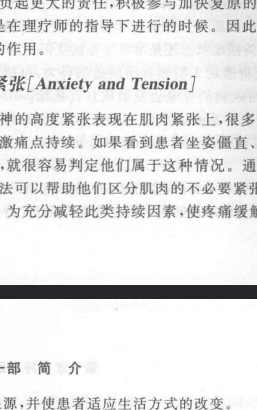 负起更大的责任,积极参与加快复原的
是在理疗师的指导下进行的时候。因此
的作用。
紧张[Anxiety and Tension]
神的高度紧张表现在肌肉紧张上,很多
激痛点持续。如果看到患者坐姿僵直、
,就很容易判定他们属于这种情况。通
法可以帮助他们区分肌肉的不必要紧张
。为充分减轻此类持续因素,使疼痛缓解
一部 简 介
来源,并使患者适应生活方式的改变。